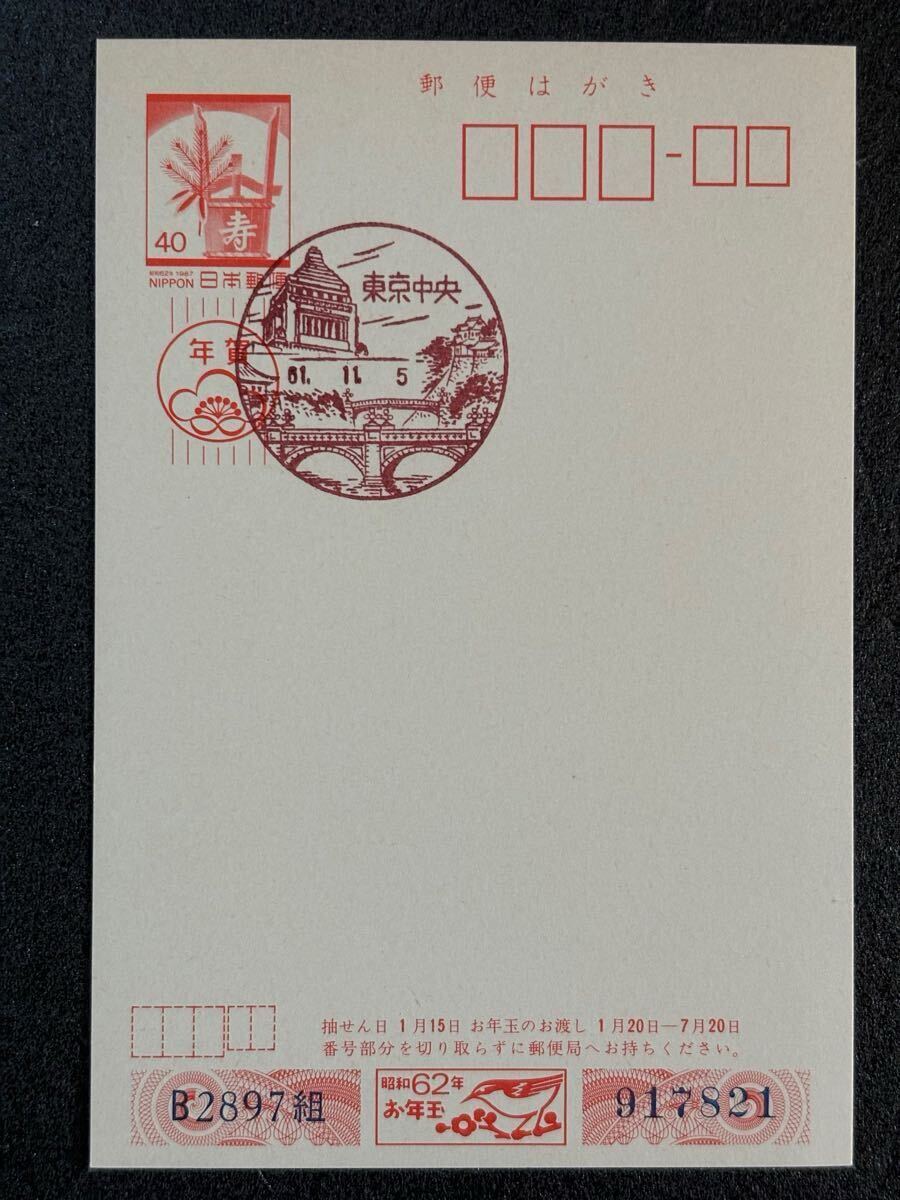 郵便はがき
寿
40
昭和62年1987
NIPPON 日本郵便
東京中央
年賀
61. 11. 5
抽せん日 1月15日 お年玉のお渡し 1月20日―7月20日
番号部分を切り取らずに郵便局へお持ちください。
B2897組
昭和62年
お年玉
917821